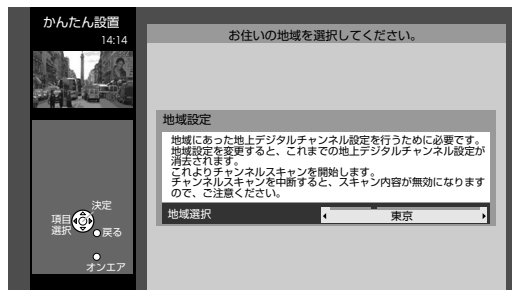 かんたん設置
14:14
お住いの地域を選択してください。
地域設定
地域にあった地上デジタルチャンネル設定を行うために必要です。
地域設定を変更すると、これまでの地上デジタルチャンネル設定が
消去されます。
これよりチャンネルスキャンを開始します。
チャンネルスキャンを中断すると、スキャン内容が無効になります
ので、ご注意ください。
地域選択
東京
決定
項目
選択
戻る
オンエア